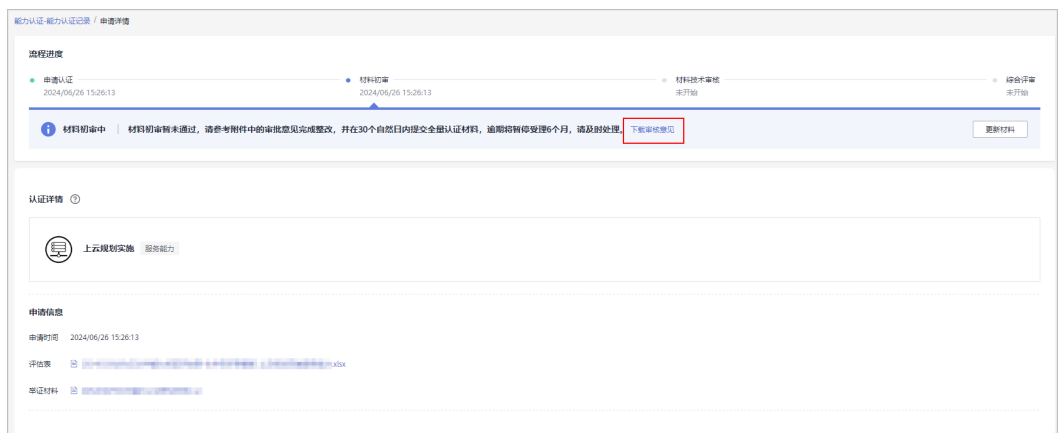 能力认证-能力认证记录 / 申请详情
流程进度
申请认证 材料初审 材料技术审核 综合评审
2024/06/26 15:26:13 2024/06/26 15:26:13 未开始 未开始
材料初审中 材料初审暂未通过，请参考附件中的审批意见完成整改，并在30个自然日内提交全量认证材料，逾期将暂停受理6个月，请及时处理。 下载审核意见 更新材料
认证详情
上云规划实施 服务能力
申请信息
申请时间 2024/06/26 15:26:13
评估表 .xlsx
举证材料